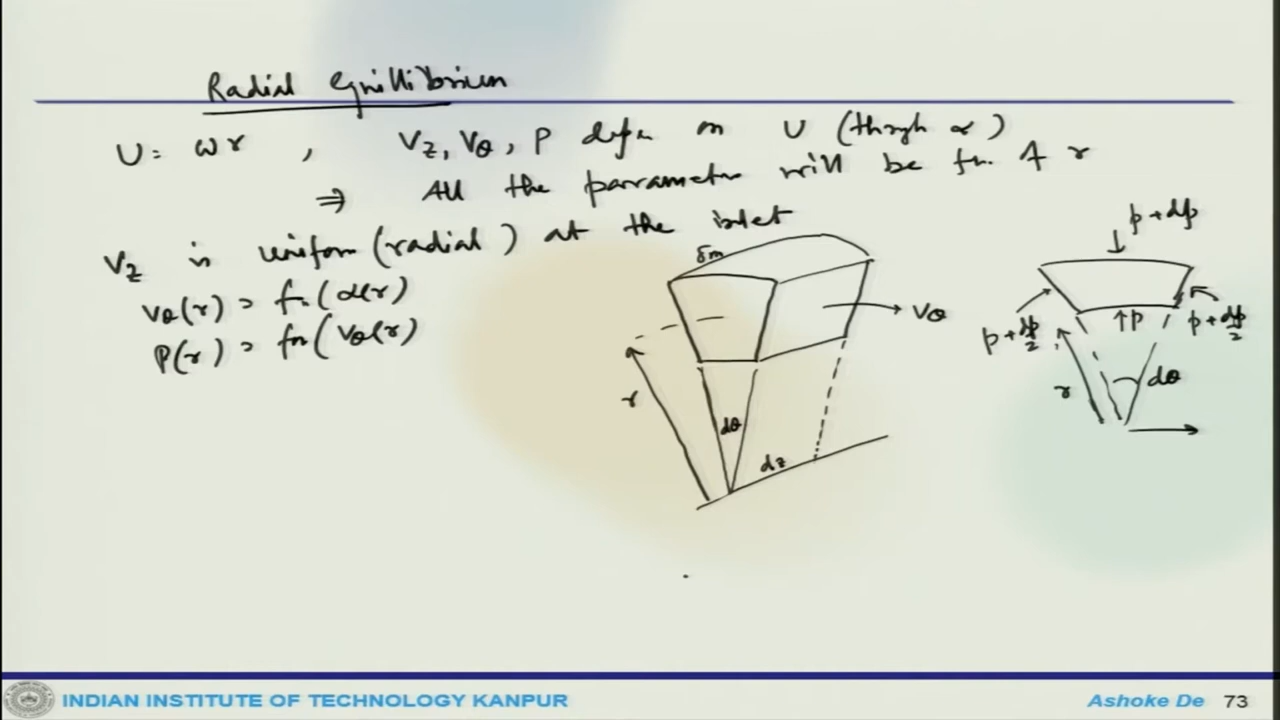 Radial Equilibrium
U = ωr , Vz, Vθ, P depn on U (through α)
⇒ All the parameter will be fn. of r
Vz is uniform (radial) at the inlet
Vθ(r) = fn(α(r)
P(r) = fn(Vθ(r)
δm
Vθ
r
dθ
dz
p+dp
p+dp/2
↑p
p+dp/2
r
dθ
INDIAN INSTITUTE OF TECHNOLOGY KANPUR
Ashoke De 73